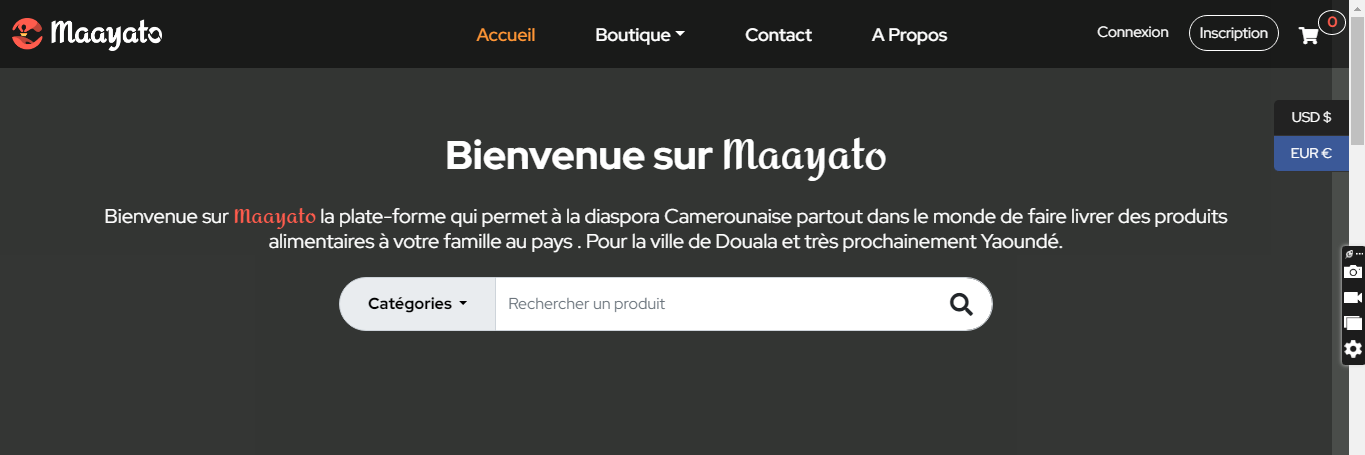 Maayato
Accueil
Boutique
Contact
A Propos
Connexion
Inscription
0
USD $
EUR €
Bienvenue sur Maayato
Bienvenue sur Maayato la plate-forme qui permet à la diaspora Camerounaise partout dans le monde de faire livrer des produits
alimentaires à votre famille au pays . Pour la ville de Douala et très prochainement Yaoundé.
Catégories
Rechercher un produit